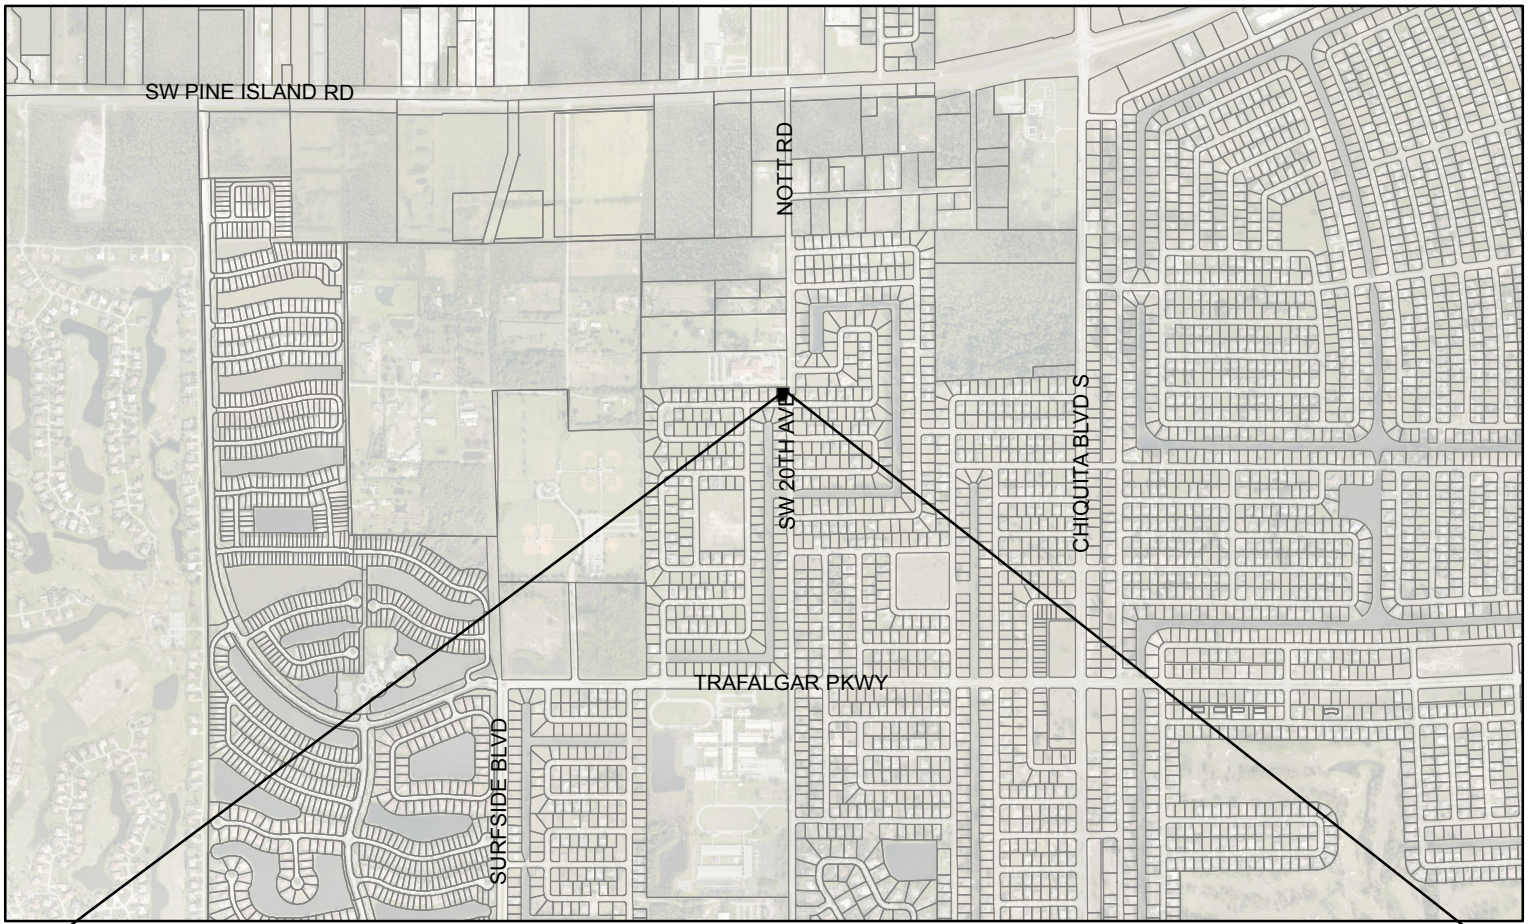 SW PINE ISLAND RD
NOTT RD
SW 20TH AVE
CHIQUITA BLVD S
TRAFALGAR PKWY
SURFSIDE BLVD